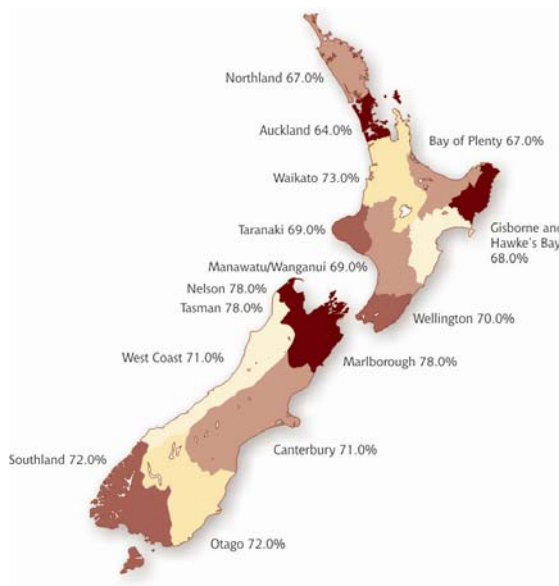 Northland 67.0%
Auckland 64.0%
Bay of Plenty 67.0%
Waikato 73.0%
Taranaki 69.0%
Gisborne and
Hawke's Bay
68.0%
Manawatu/Wanganui 69.0%
Nelson 78.0%
Tasman 78.0%
Wellington 70.0%
West Coast 71.0%
Marlborough 78.0%
Canterbury 71.0%
Southland 72.0%
Otago 72.0%